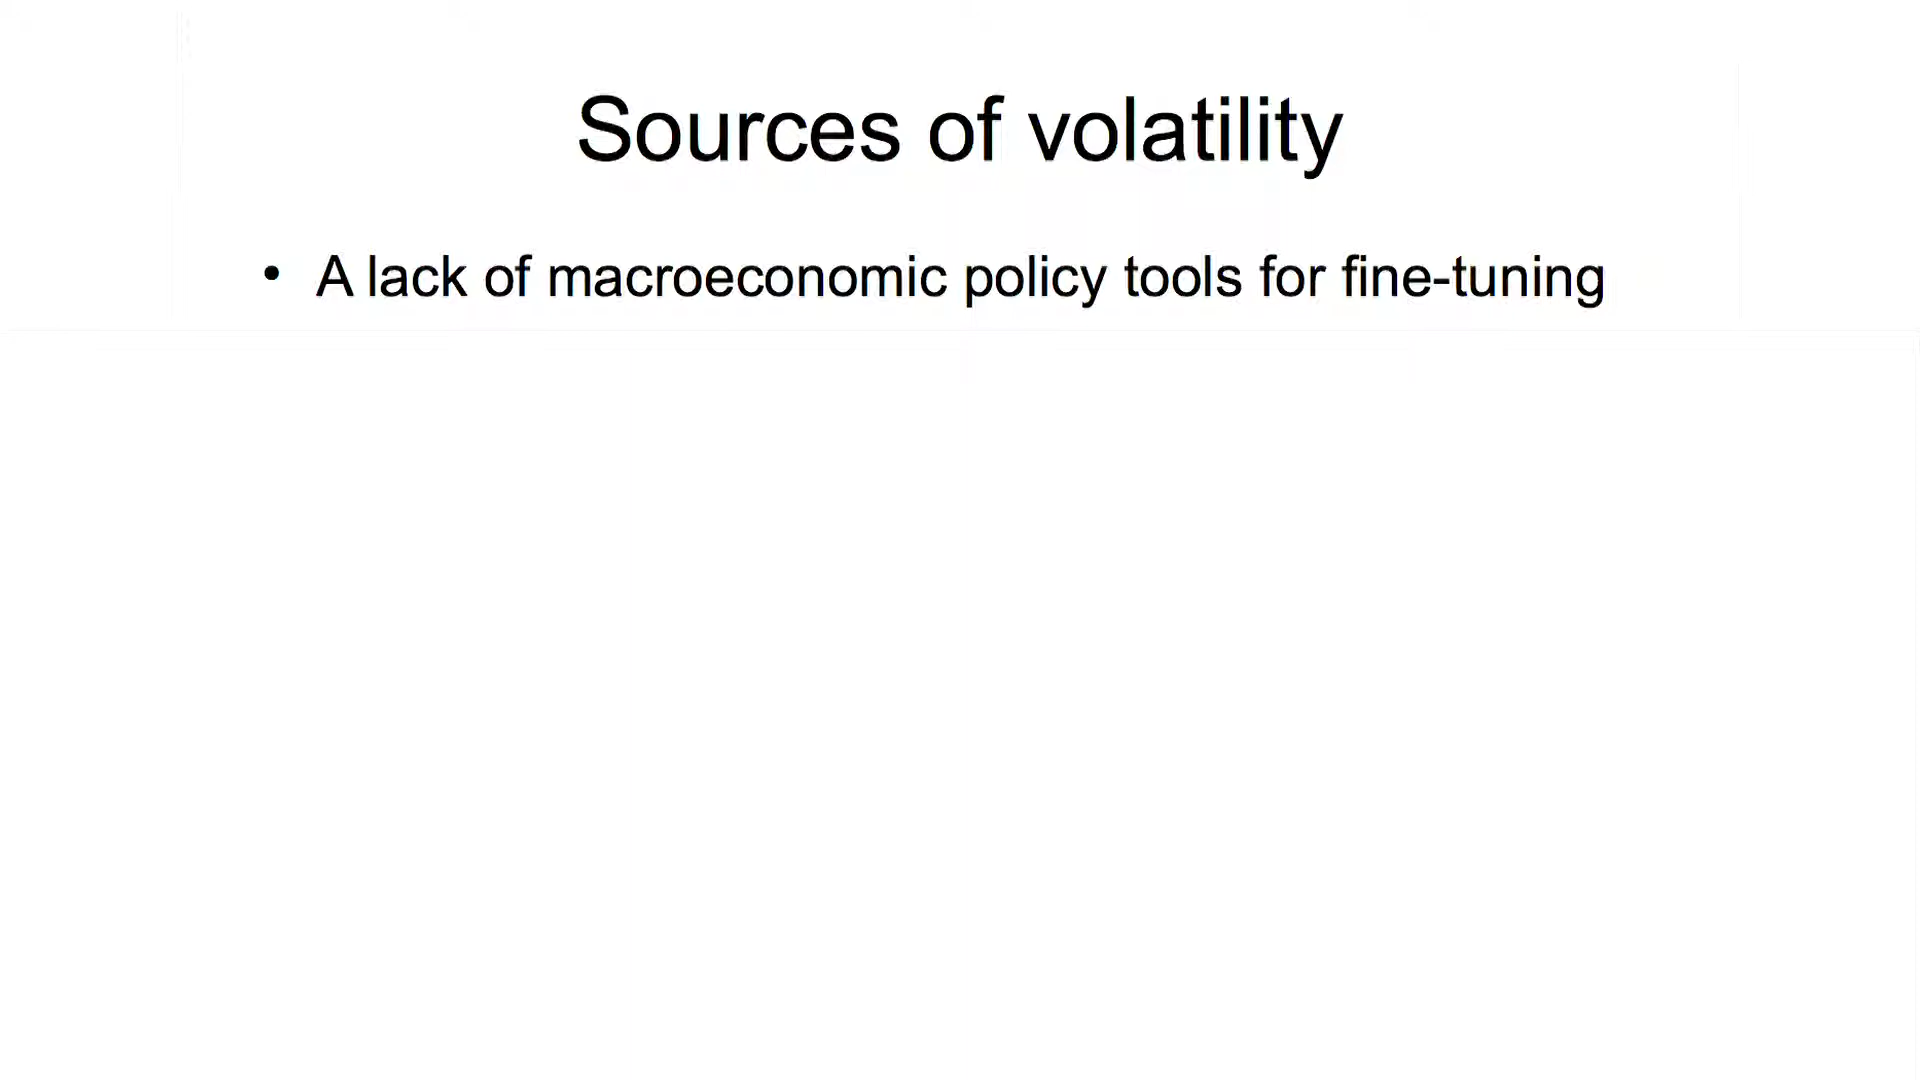 Sources of volatility
• A lack of macroeconomic policy tools for fine-tuning